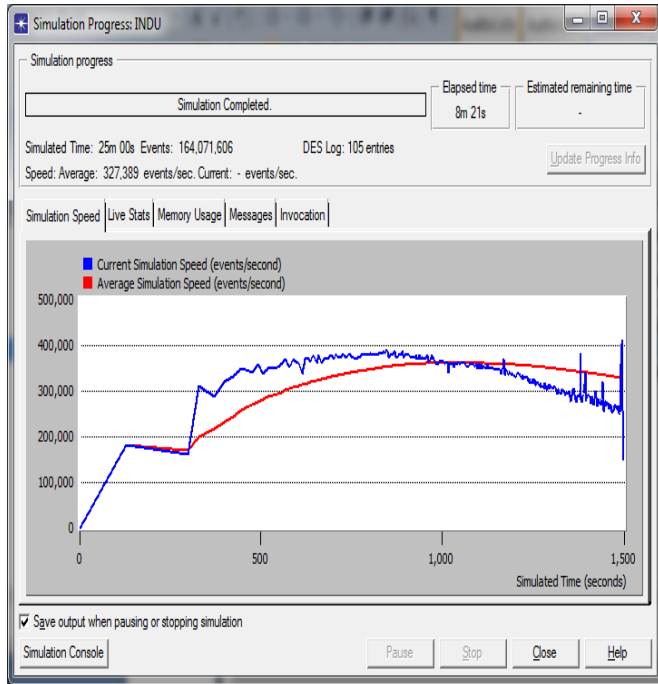 Simulation Progress: INDU
Simulation progress
Simulation Completed.
Elapsed time
8m 21s
Estimated remaining time
-
Simulated Time: 25m 00s Events: 164,071,606 DES Log: 105 entries
Speed: Average: 327,389 events/sec. Current: - events/sec.
Update Progress Info
Simulation Speed Live Stats Memory Usage Messages Invocation
Current Simulation Speed (events/second)
Average Simulation Speed (events/second)
500,000
400,000
300,000
200,000
100,000
0
0 500 1,000 1,500
Simulated Time (seconds)
Save output when pausing or stopping simulation
Simulation Console Pause Stop Close Help